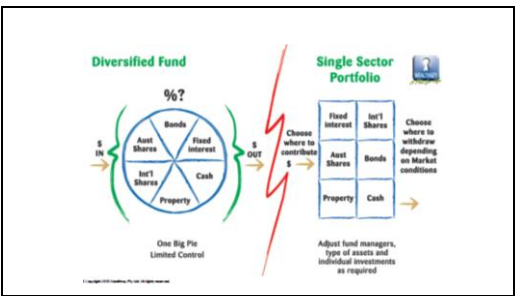 Diversified Fund
%?
Bonds
Aust
Shares
Fixed
Interest
Int'l
Shares
Cash
Property
$
IN
$
OUT
One Big Pie
Limited Control
Single Sector
Portfolio
Choose
where to
contribute
$
Fixed
Interest
Int'l
Shares
Aust
Shares
Bonds
Property
Cash
Choose
where to
withdraw
depending
on Market
conditions
Adjust fund managers,
type of assets and
individual investments
as required